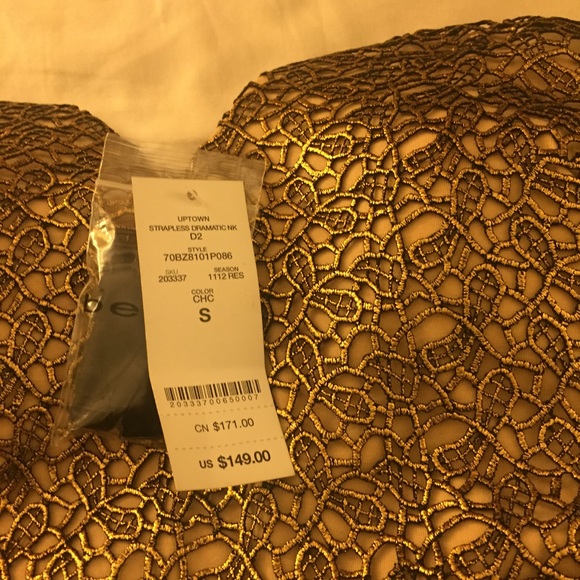 UPTOWN
STRAPLESS DRAMATIC NK
D2
STYLE
70BZ8101P086
SKU SEASON
203337 1112 RES
COLOR
CHC
S
20333700650007
CN $171.00
US $149.00
e